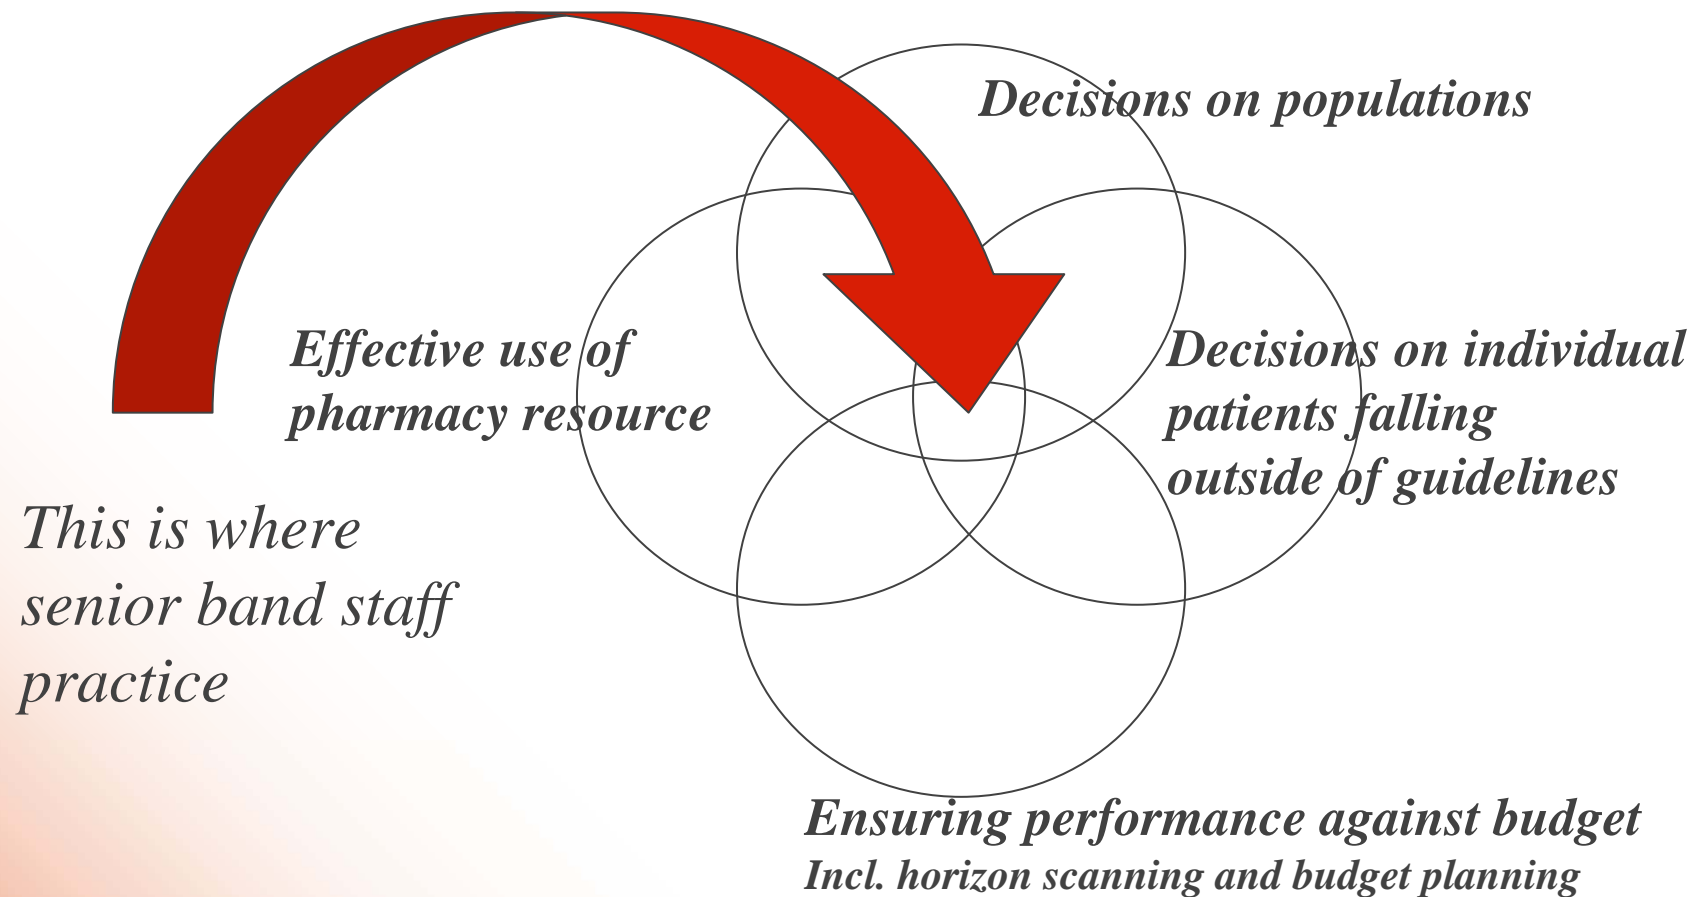 Decisions on populations
Effective use of
pharmacy resource
Decisions on individual
patients falling
outside of guidelines
This is where
senior band staff
practice
Ensuring performance against budget
Incl. horizon scanning and budget planning